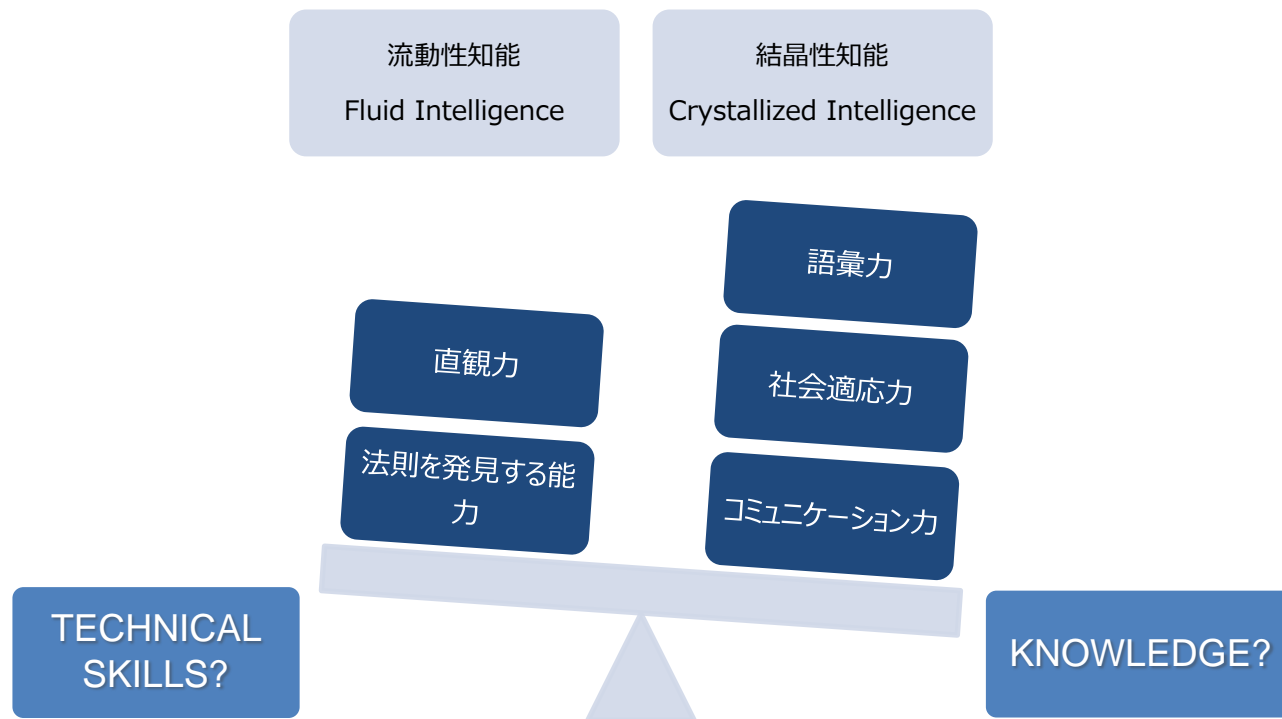 流動性知能
Fluid Intelligence
結晶性知能
Crystallized Intelligence
直観力
法則を発見する能
力
語彙力
社会適応力
コミュニケーション力
TECHNICAL
SKILLS?
KNOWLEDGE?